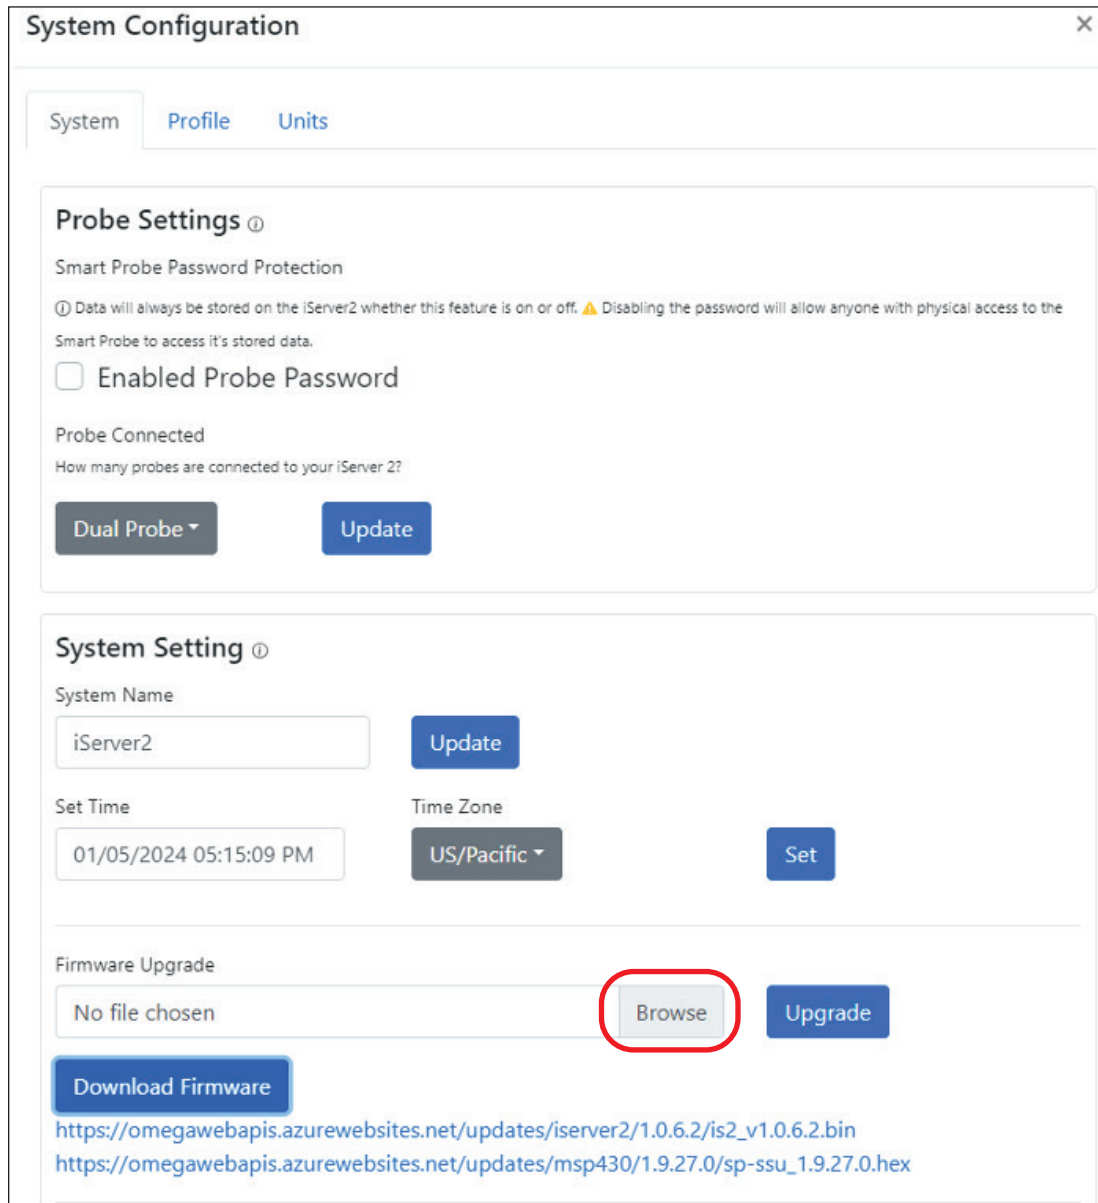 System Configuration
System Profile Units
Probe Settings
Smart Probe Password Protection
Data will always be stored on the iServer2 whether this feature is on or off. Disabling the password will allow anyone with physical access to the
Smart Probe to access it's stored data.
Enabled Probe Password
Probe Connected
How many probes are connected to your iServer 2?
Dual Probe Update
System Setting
System Name
iServer2 Update
Set Time Time Zone
01/05/2024 05:15:09 PM US/Pacific Set
Firmware Upgrade
No file chosen Browse Upgrade
Download Firmware
https://omegawebapis.azurewebsites.net/updates/iserver2/1.0.6.2/is2_v1.0.6.2.bin
https://omegawebapis.azurewebsites.net/updates/msp430/1.9.27.0/sp-ssu_1.9.27.0.hex